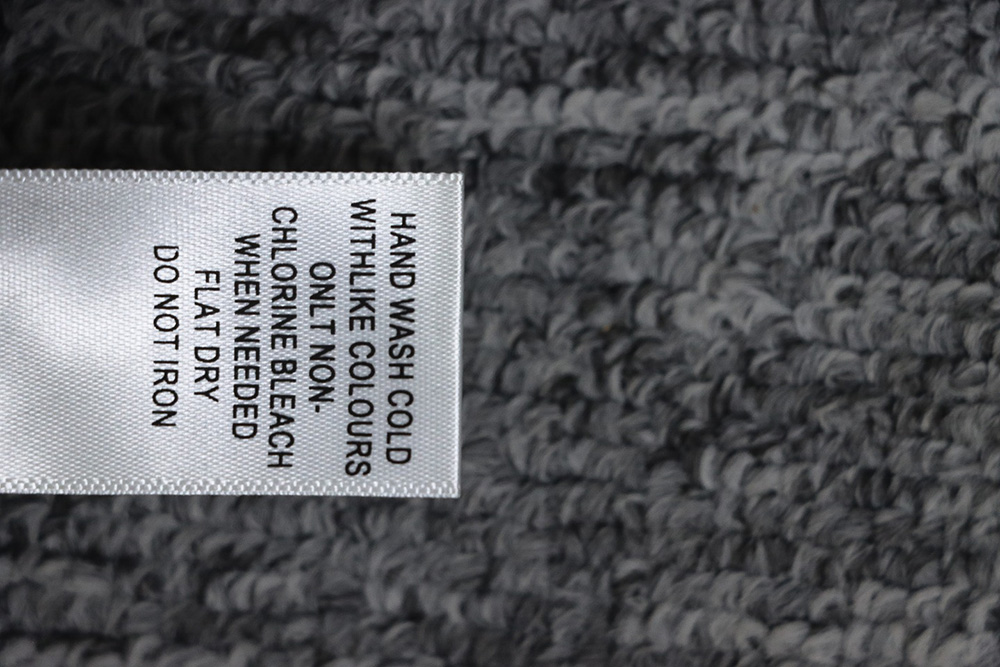 HAND WASH COLD
WITHLIKE COLOURS
ONLT NON-
CHLORINE BLEACH
WHEN NEEDED
FLAT DRY
DO NOT IRON